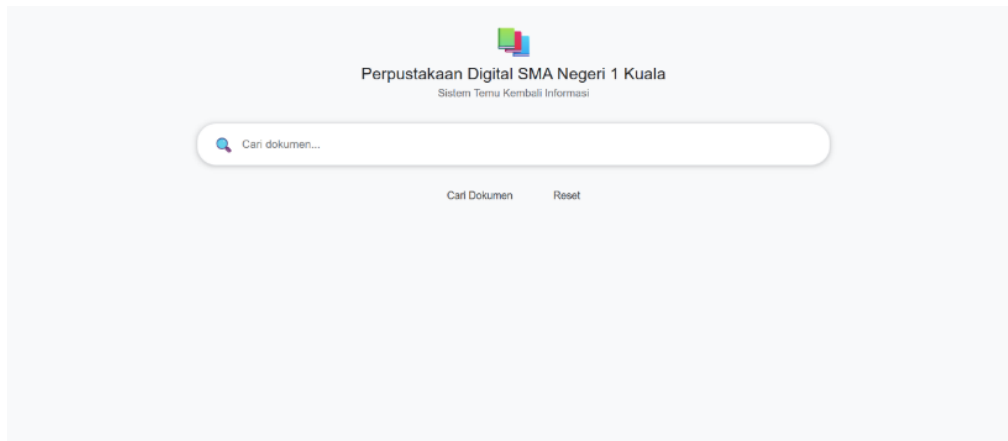 Perpustakaan Digital SMA Negeri 1 Kuala
Sistem Temu Kembali Informasi
Cari dokumen...
Cari Dokumen Reset